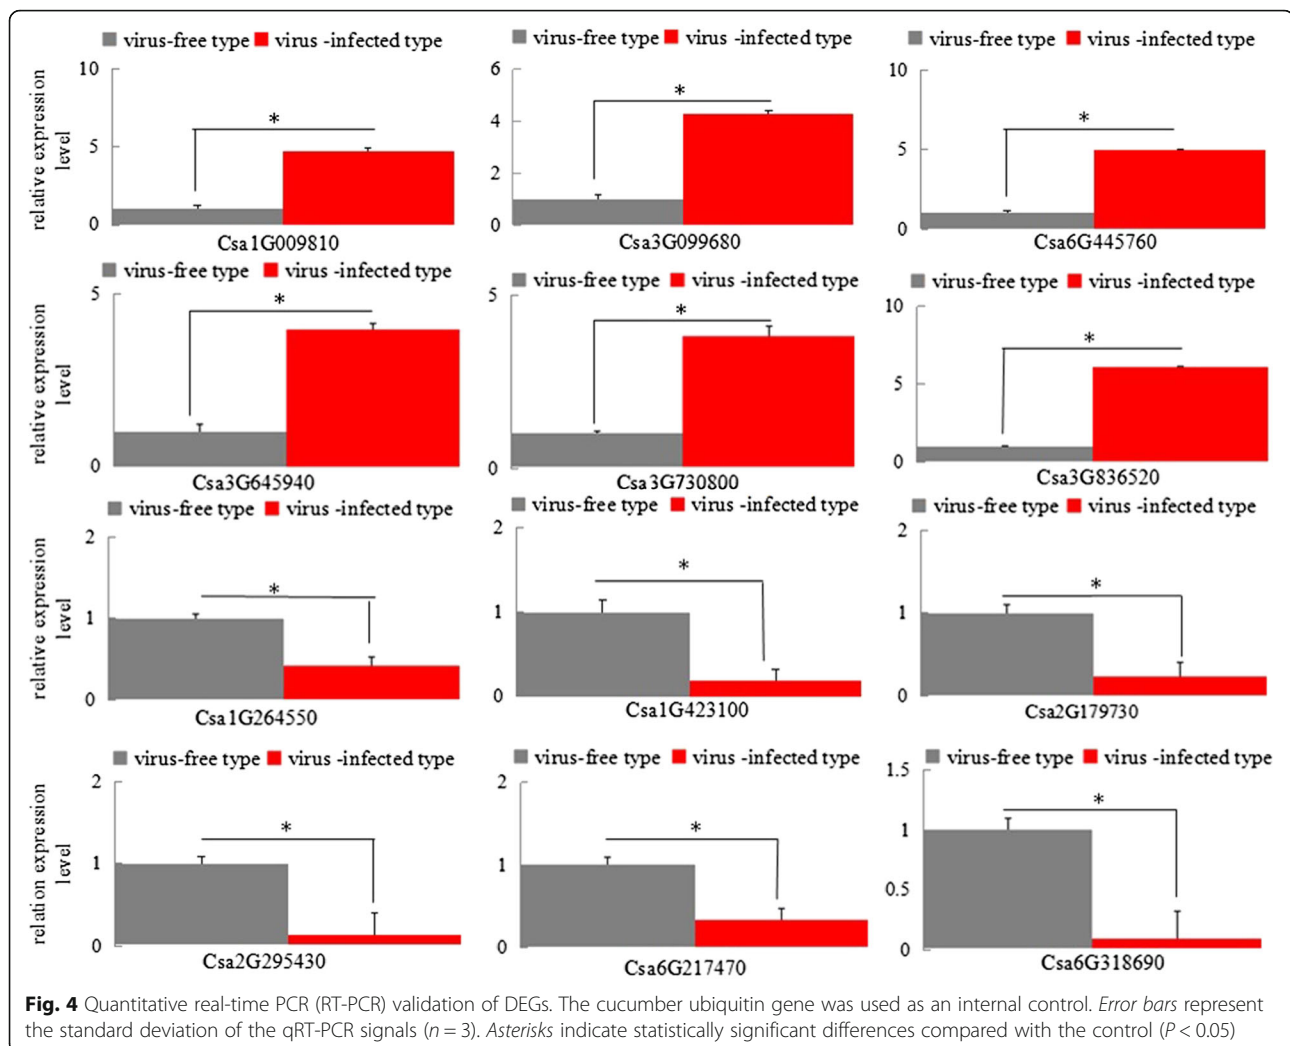 virus-free type virus -infected type
virus-free type virus -infected type
virus-free type virus -infected type
relative expression
level
10
5
0
*
Csa1G009810
6
4
2
0
*
Csa3G099680
10
5
0
*
Csa6G445760
virus-free type virus -infected type
virus-free type virus -infected type
virus-free type virus -infected type
relative expression
level
5
0
*
Csa3G645940
5
0
*
Csa3G730800
10
5
0
*
Csa3G836520
virus-free type virus -infected type
virus-free type virus -infected type
virus-free type virus -infected type
relative expression
level
2
1
0
*
Csa1G264550
2
1
0
*
Csa1G423100
2
1
0
*
Csa2G179730
virus-free type virus -infected type
virus-free type virus -infected type
virus-free type virus -infected type
relation expression
level
2
1
0
*
Csa2G295430
2
1
0
*
Csa6G217470
1.5
1
0.5
0
*
Csa6G318690
Fig. 4 Quantitative real-time PCR (RT-PCR) validation of DEGs. The cucumber ubiquitin gene was used as an internal control. Error bars represent
the standard deviation of the qRT-PCR signals (n = 3). Asterisks indicate statistically significant differences compared with the control (P < 0.05)